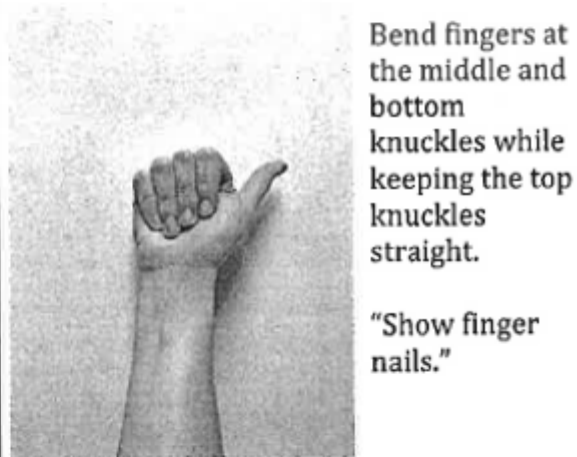 Bend fingers at
the middle and
bottom
knuckles while
keeping the top
knuckles
straight.
“Show finger
nails.”